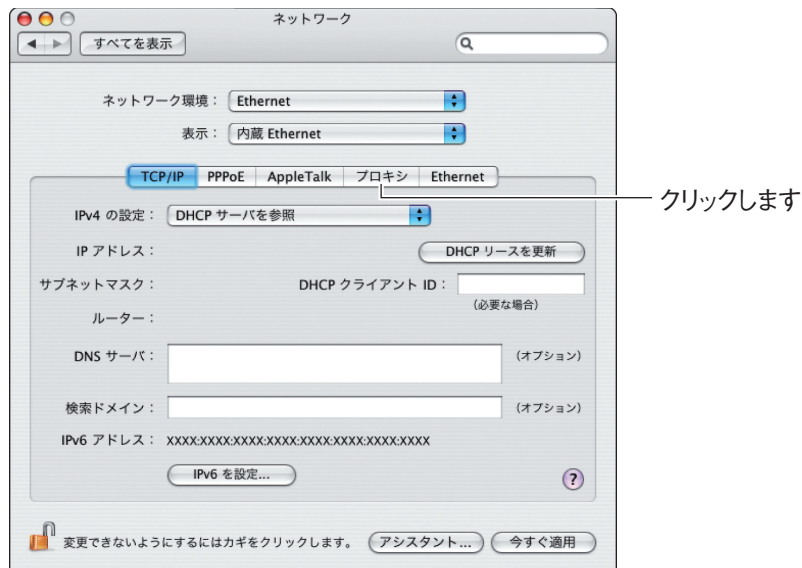 ネットワーク
すべてを表示
ネットワーク環境： Ethernet
表示： 内蔵 Ethernet
TCP/IP PPPoE AppleTalk プロキシ Ethernet
クリックします
IPv4 の設定： DHCP サーバを参照
IP アドレス： DHCP リースを更新
サブネットマスク： DHCP クライアント ID：
（必要な場合）
ルーター：
DNS サーバ： （オプション）
検索ドメイン： （オプション）
IPv6 アドレス： XXXX:XXXX:XXXX:XXXX:XXXX:XXXX:XXXX:XXXX
IPv6 を設定...
?
変更できないようにするにはカギをクリックします。 アシスタント... 今すぐ適用